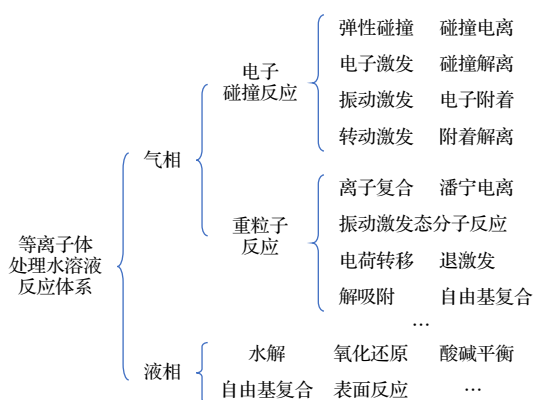 弹性碰撞 碰撞电离
电子激发 碰撞解离
振动激发 电子附着
转动激发 附着解离
电子
碰撞反应
气相
离子复合 潘宁电离
振动激发态分子反应
电荷转移 退激发
解吸附 自由基复合
…
重粒子
反应
等离子体
处理水溶液
反应体系
液相
水解 氧化还原 酸碱平衡
自由基复合 表面反应 …